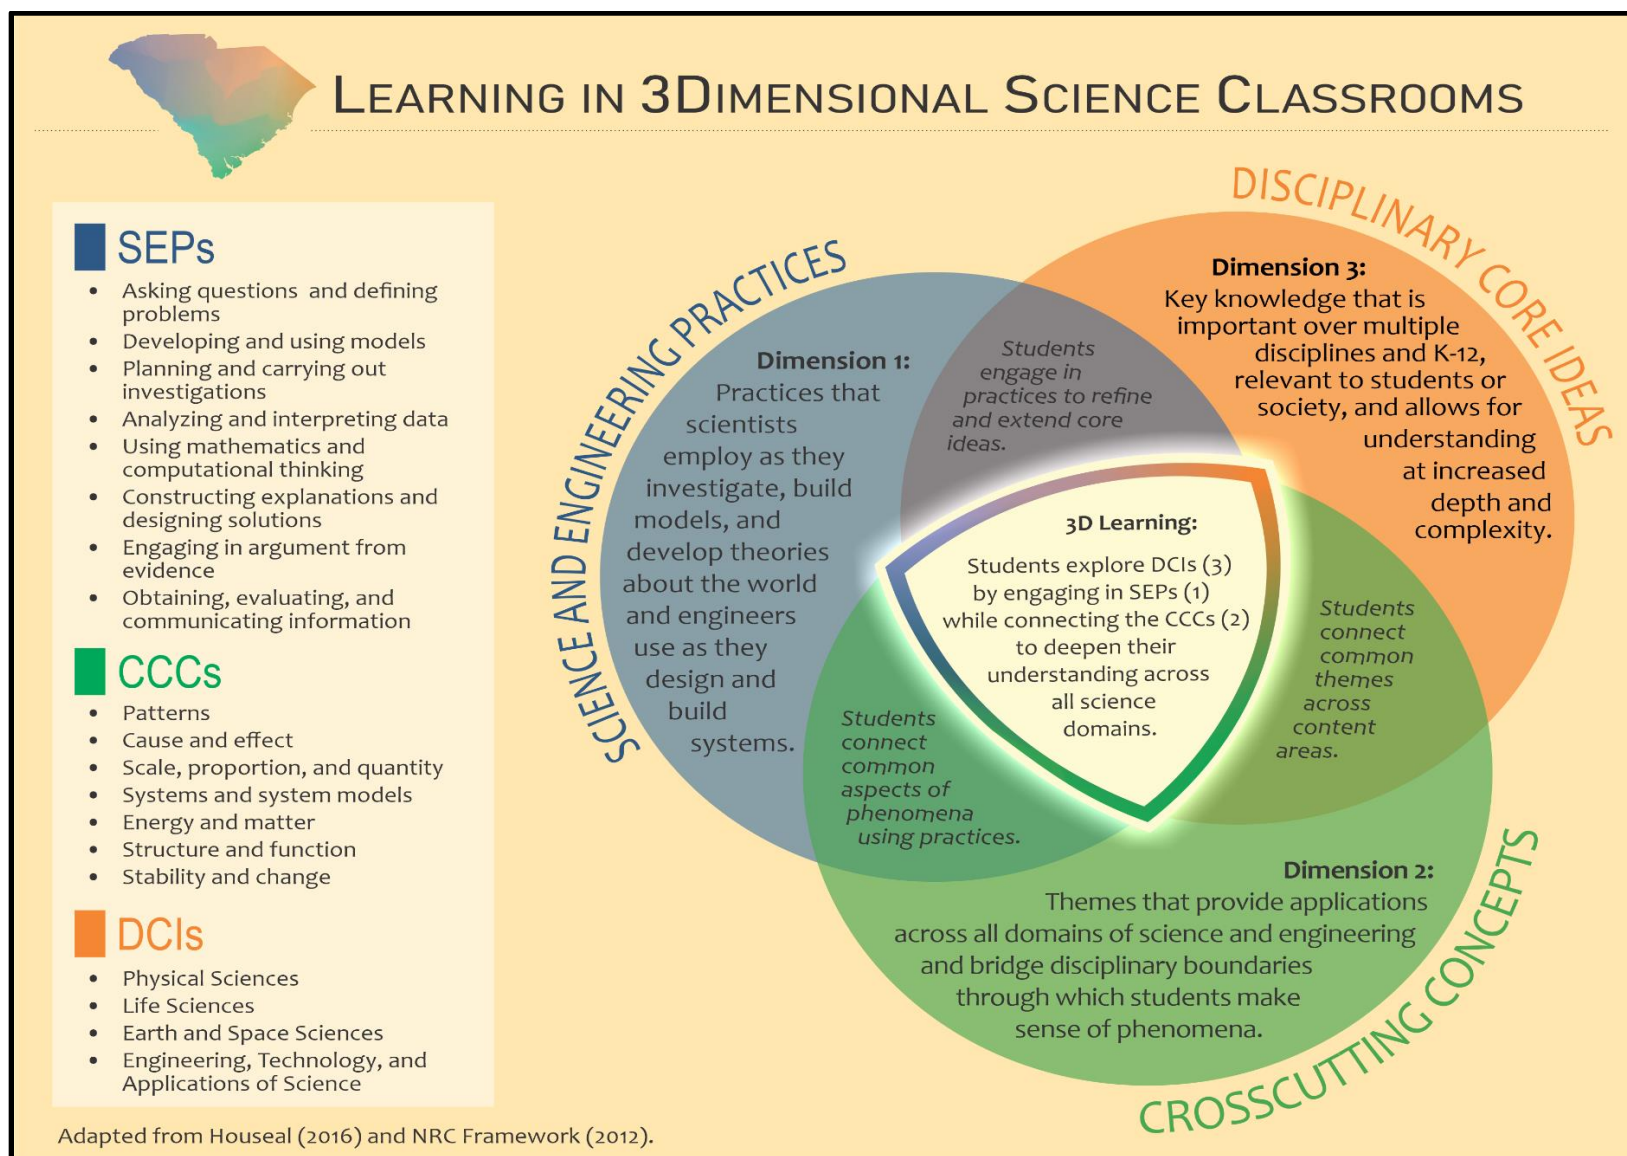 LEARNING IN 3DIMENSIONAL SCIENCE CLASSROOMS
SEPs
• Asking questions and defining
problems
• Developing and using models
• Planning and carrying out
investigations
• Analyzing and interpreting data
• Using mathematics and
computational thinking
• Constructing explanations and
designing solutions
• Engaging in argument from
evidence
• Obtaining, evaluating, and
communicating information
CCCs
• Patterns
• Cause and effect
• Scale, proportion, and quantity
• Systems and system models
• Energy and matter
• Structure and function
• Stability and change
DCIs
• Physical Sciences
• Life Sciences
• Earth and Space Sciences
• Engineering, Technology, and
Applications of Science
Adapted from Houseal (2016) and NRC Framework (2012).
SCIENCE AND ENGINEERING PRACTICES
Dimension 1:
Practices that
scientists
employ as they
investigate, build
models, and
develop theories
about the world
and engineers
use as they
design and
build
systems.
Students
engage in
practices to refine
and extend core
ideas.
DISCIPLINARY CORE IDEAS
Dimension 3:
Key knowledge that is
important over multiple
disciplines and K-12,
relevant to students or
society, and allows for
understanding
at increased
depth and
complexity.
3D Learning:
Students explore DCIs (3)
by engaging in SEPs (1)
while connecting the CCCs (2)
to deepen their
understanding across
all science
domains.
Students
connect
common
themes
across
content
areas.
Students
connect
common
aspects of
phenomena
using practices.
Dimension 2:
Themes that provide applications
across all domains of science and engineering
and bridge disciplinary boundaries
through which students make
sense of phenomena.
CROSSCUTTING CONCEPTS